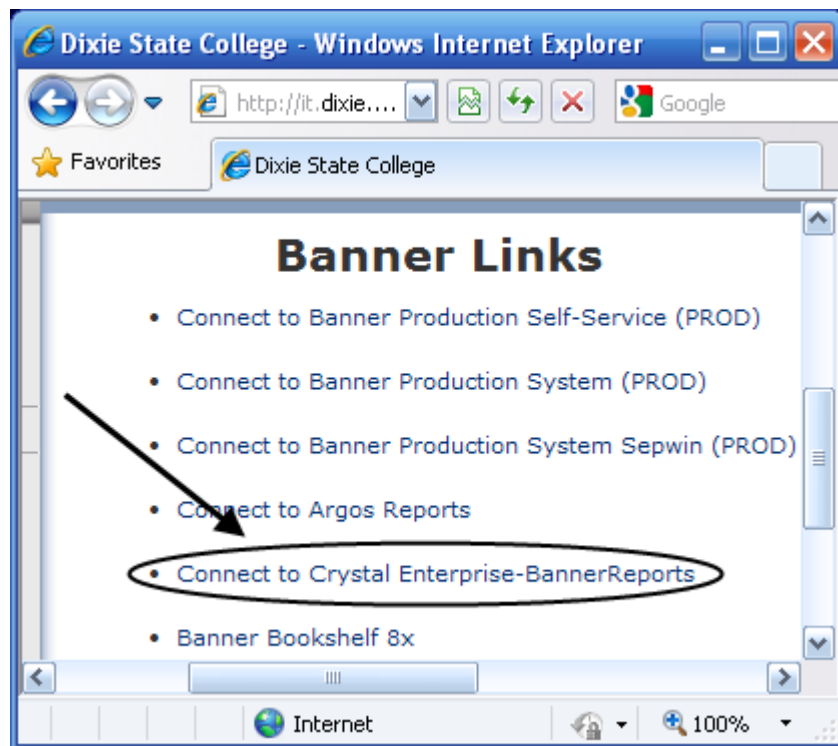 Dixie State College - Windows Internet Explorer
http://it.dixie....
Google
Favorites
Dixie State College
Banner Links
• Connect to Banner Production Self-Service (PROD)
• Connect to Banner Production System (PROD)
• Connect to Banner Production System Sepwin (PROD)
• Connect to Argos Reports
• Connect to Crystal Enterprise-BannerReports
• Banner Bookshelf 8x
Internet
100%